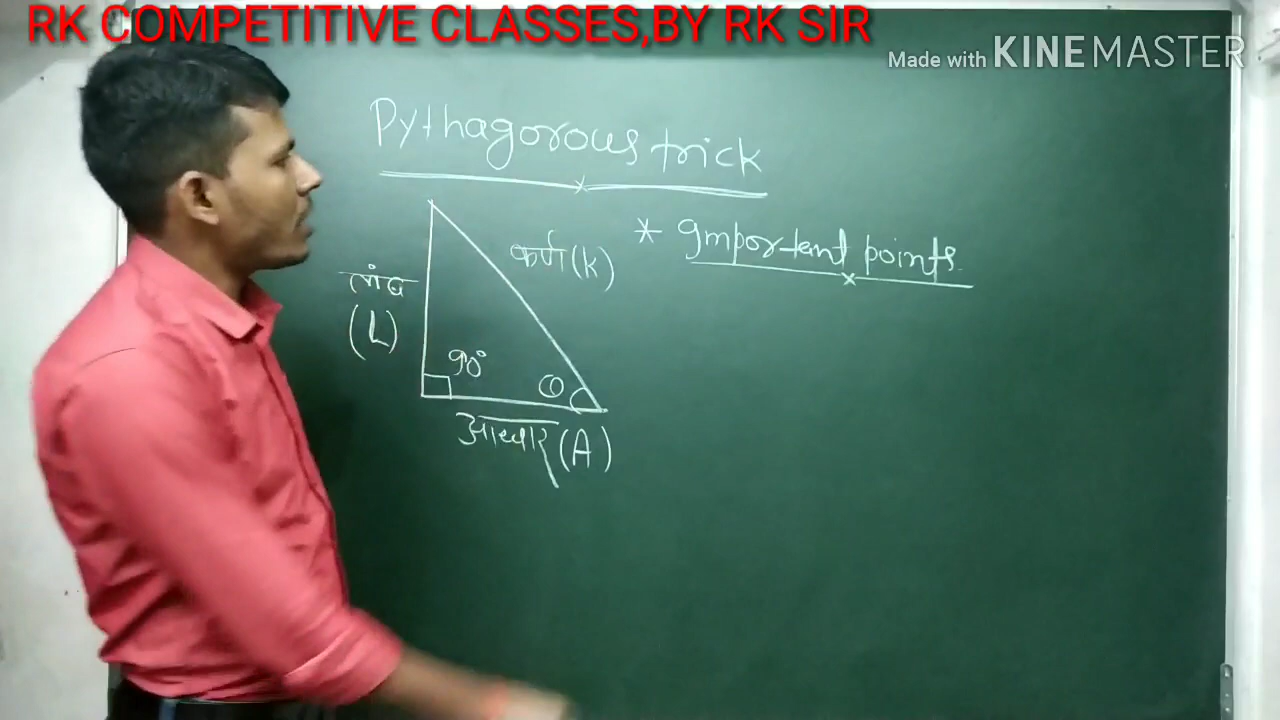 RK COMPETITIVE CLASSES,BY RK SIR
Made with KINEMASTER
Pythagorous trick
* Important points
कर्ण (K)
लंब
(L)
90°
θ
आधार (A)